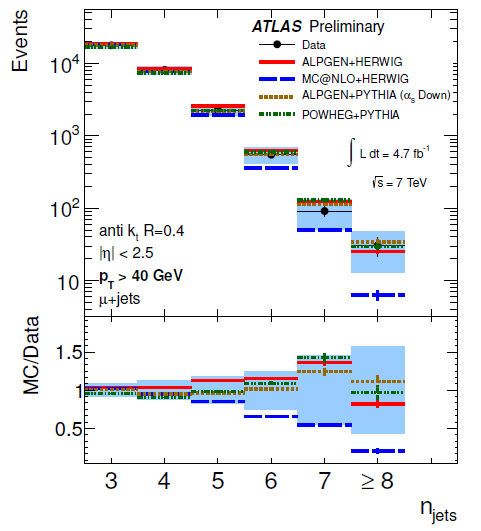 ATLAS Preliminary
Data
ALPGEN+HERWIG
MC@NLO+HERWIG
ALPGEN+PYTHIA (αs Down)
POWHEG+PYTHIA
∫ L dt = 4.7 fb⁻¹
√s = 7 TeV
anti kt R=0.4
|η| < 2.5
pT > 40 GeV
μ+jets
Events
10⁴
10³
10²
10
MC/Data
1.5
1
0.5
3 4 5 6 7 ≥ 8
njets